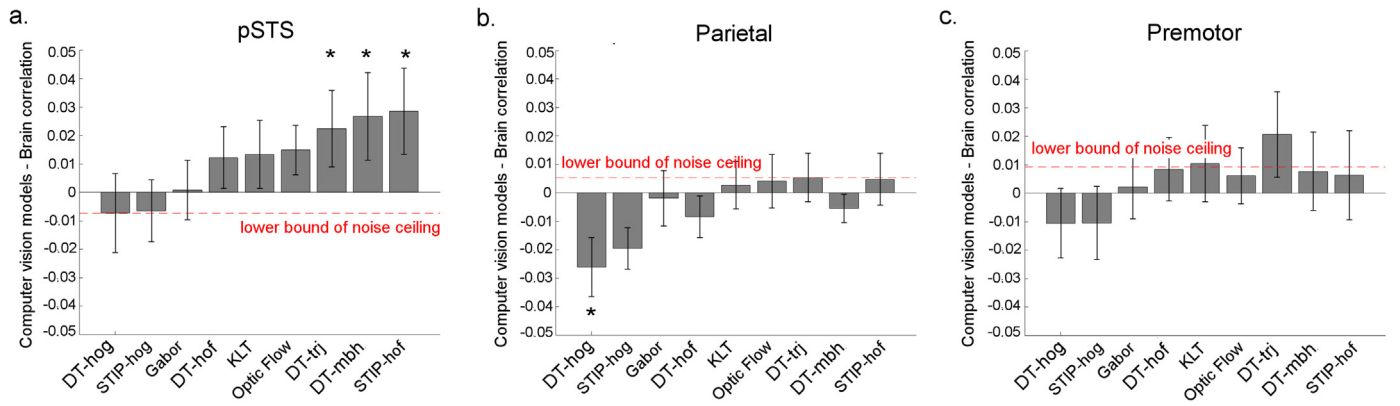 a.
pSTS
Computer vision models - Brain correlation
0.05
0.04
0.03
0.02
0.01
0
-0.01
-0.02
-0.03
-0.04
-0.05
* * *
lower bound of noise ceiling
DT-hog
STIP-hog
Gabor
DT-hof
KLT
Optic Flow
DT-trj
DT-mbh
STIP-hof
b.
Parietal
Computer vision models - Brain correlation
0.05
0.04
0.03
0.02
0.01
0
-0.01
-0.02
-0.03
-0.04
-0.05
lower bound of noise ceiling
*
DT-hog
STIP-hog
Gabor
DT-hof
KLT
Optic Flow
DT-trj
DT-mbh
STIP-hof
c.
Premotor
Computer vision models - Brain correlation
0.05
0.04
0.03
0.02
0.01
0
-0.01
-0.02
-0.03
-0.04
-0.05
lower bound of noise ceiling
DT-hog
STIP-hog
Gabor
DT-hof
KLT
Optic Flow
DT-trj
DT-mbh
STIP-hof